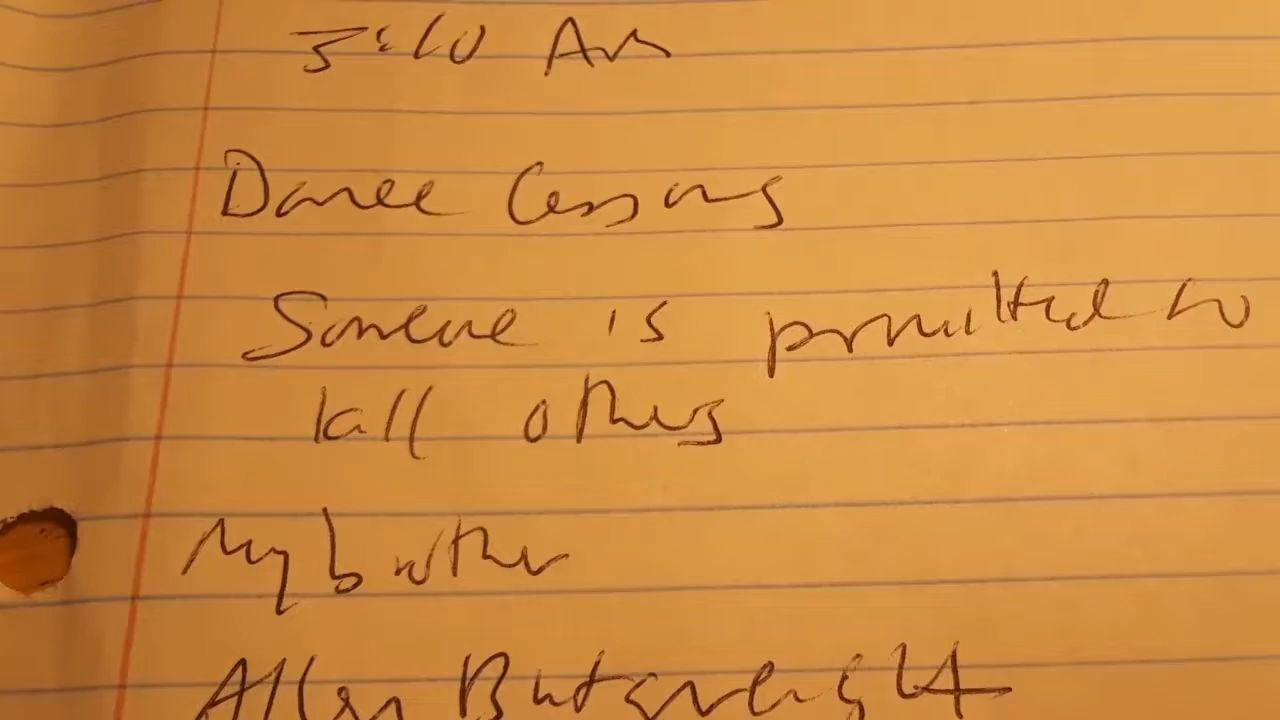 3:10 Am
Dance Lessons
Someone is permitted to
kill others
My brother
Allen